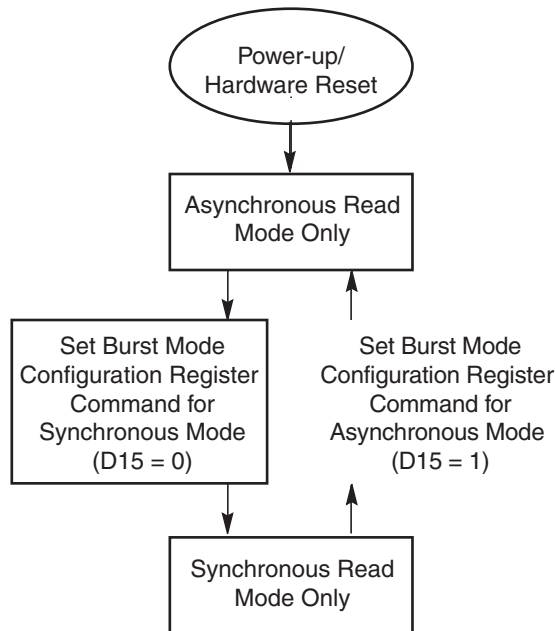 Power-up/
Hardware Reset
Asynchronous Read
Mode Only
Set Burst Mode
Configuration Register
Command for
Synchronous Mode
(D15 = 0)
Set Burst Mode
Configuration Register
Command for
Asynchronous Mode
(D15 = 1)
Synchronous Read
Mode Only